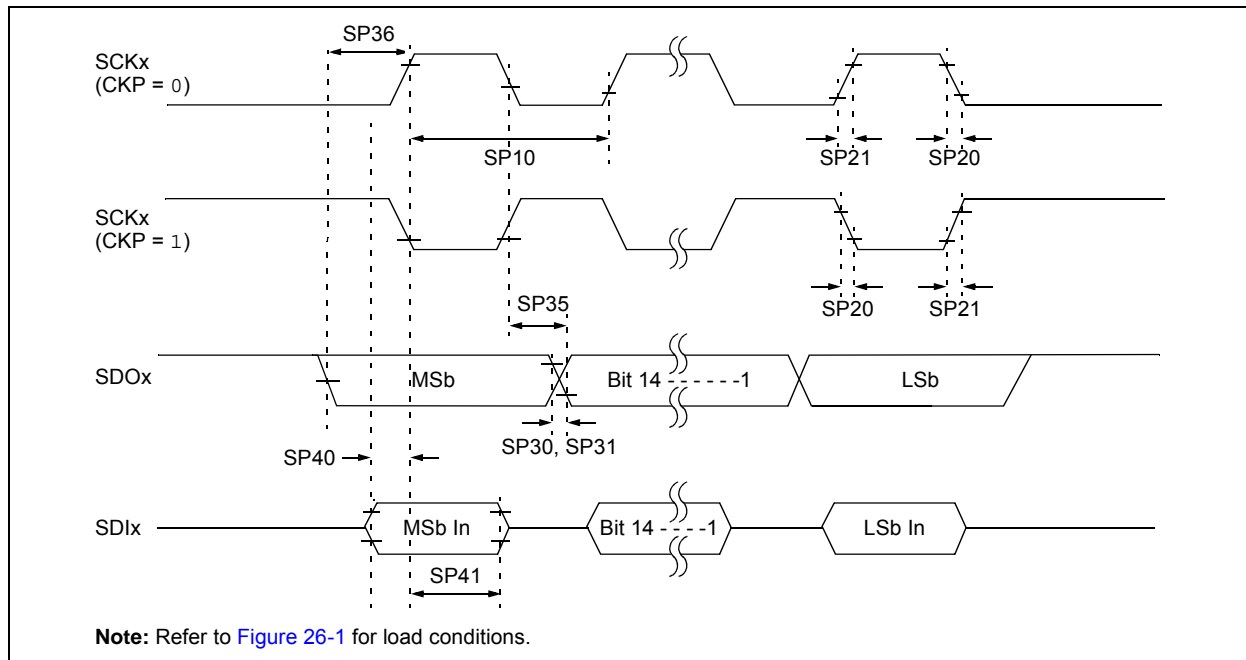 SP36
SCKx
(CKP = 0)
SP10
SP21
SP20
SCKx
(CKP = 1)
SP35
SP20
SP21
SDOx
MSb
Bit 14 - - - - - -1
LSb
SP30, SP31
SP40
SDIx
MSb In
Bit 14 - - - -1
LSb In
SP41
Note: Refer to Figure 26-1 for load conditions.